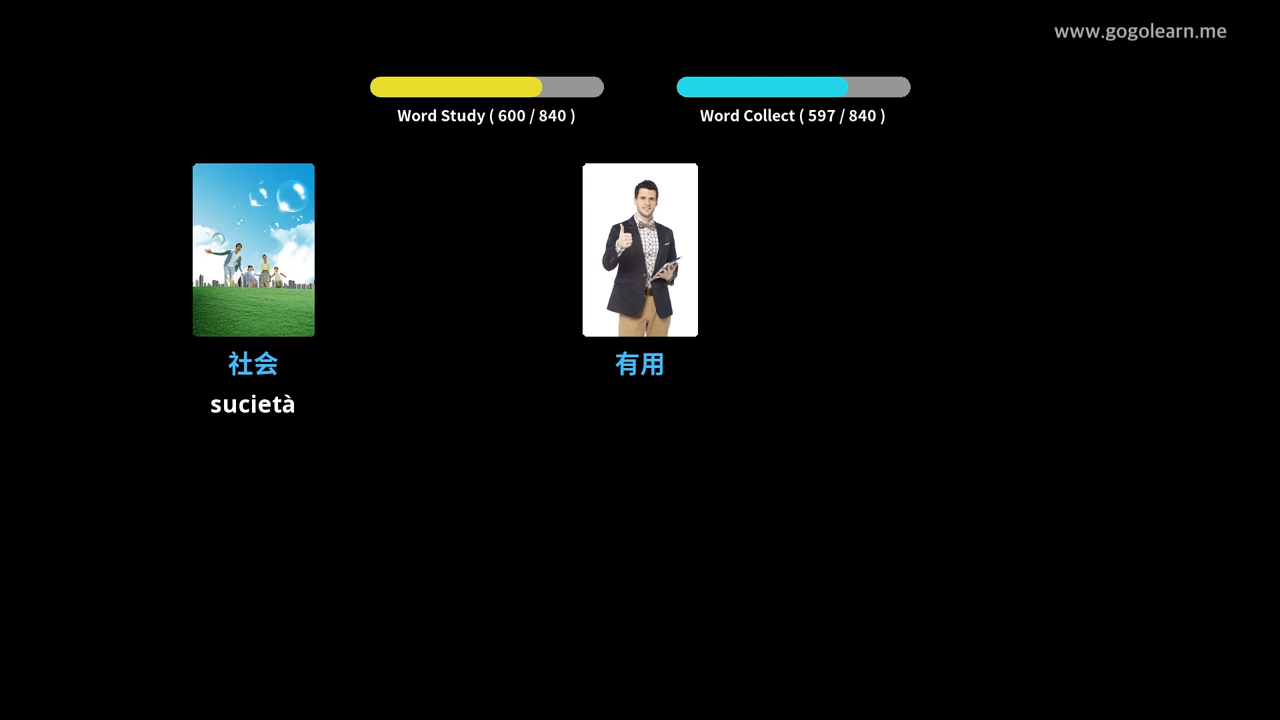 www.gogolearn.me
Word Study ( 600 / 840 )
Word Collect ( 597 / 840 )
社会
sucietà
有用